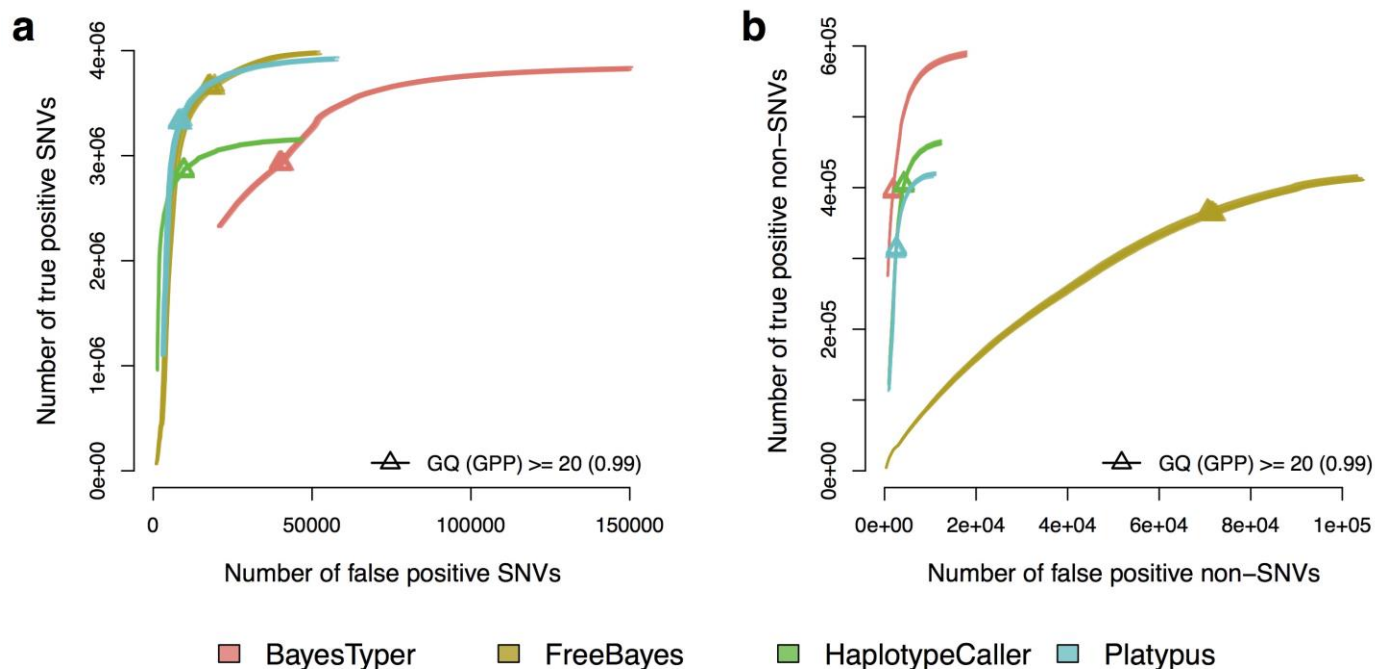 a
Number of true positive SNVs
4e+06
3e+06
2e+06
1e+06
0e+00
GQ (GPP) >= 20 (0.99)
0 50000 100000 150000
Number of false positive SNVs
b
Number of true positive non−SNVs
6e+05
4e+05
2e+05
0e+00
GQ (GPP) >= 20 (0.99)
0e+00 2e+04 4e+04 6e+04 8e+04 1e+05
Number of false positive non−SNVs
BayesTyper FreeBayes HaplotypeCaller Platypus